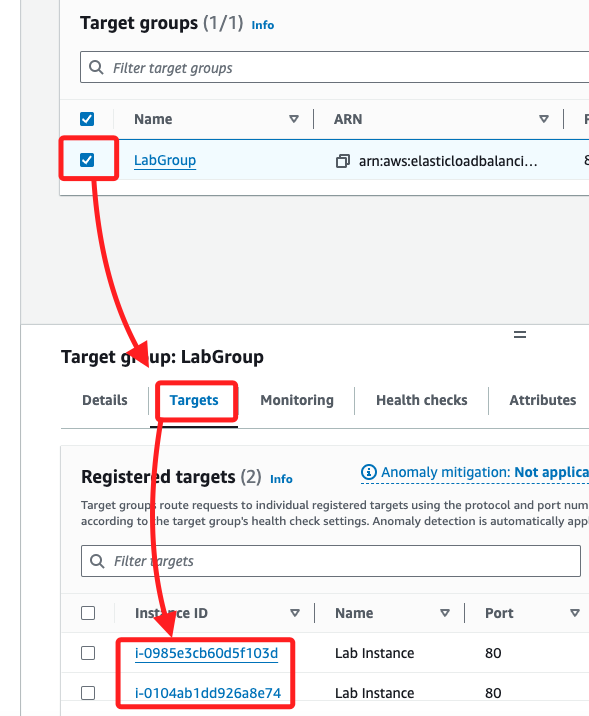 Target groups (1/1) Info
Filter target groups
Name ARN
LabGroup arn:aws:elasticloadbalanci...
Target group: LabGroup
Details Targets Monitoring Health checks Attributes
Registered targets (2) Info Anomaly mitigation: Not applica
Target groups route requests to individual registered targets using the protocol and port num
according to the target group's health check settings. Anomaly detection is automatically appl
Filter targets
Instance ID Name Port
i-0985e3cb60d5f103d Lab Instance 80
i-0104ab1dd926a8e74 Lab Instance 80